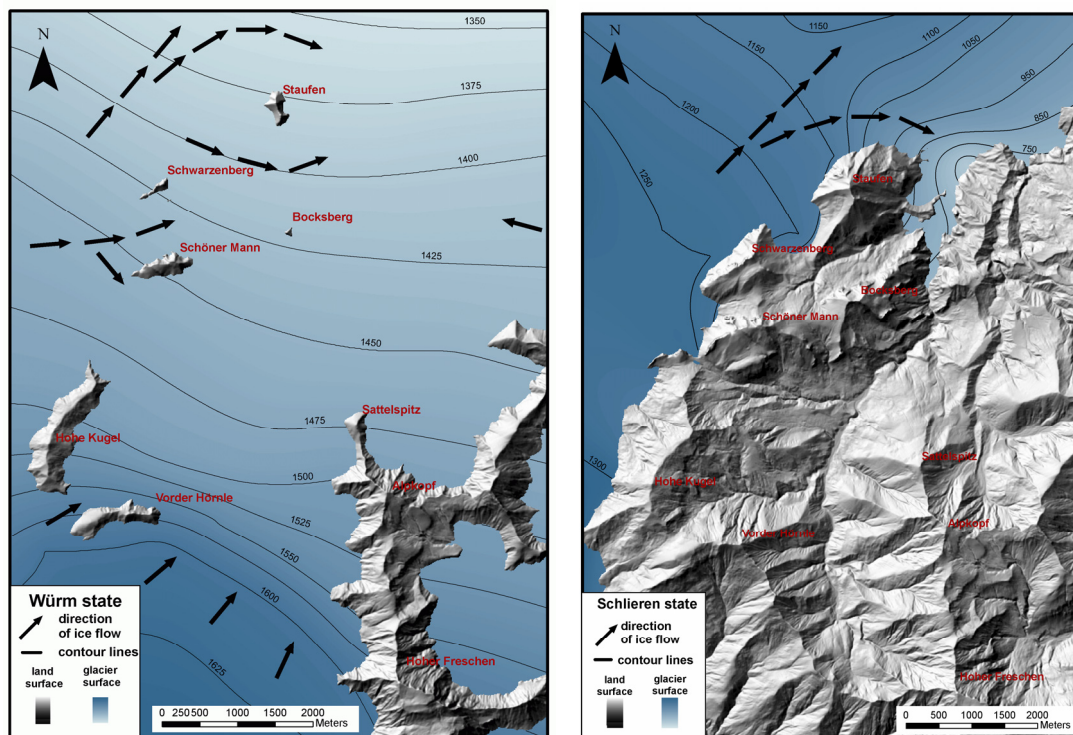 N
1350
Staufen
1375
1400
Schwarzenberg
Bocksberg
Schöner Mann
1425
1450
Sattelspitz
1475
Hohe Kugel
Alpkopf
1500
Vorder Hörnle
1525
1550
1600
1625
Hoher Freschen
Würm state
direction
of ice flow
contour lines
land
surface
glacier
surface
0 250 500 1000 1500 2000
Meters
N
1150
1150
1100
1050
1200
950
850
750
1250
Staufen
Schwarzenberg
Bocksberg
Schöner Mann
1300
Sattelspitz
Hohe Kugel
Alpkopf
Vorder Hörnle
Hoher Freschen
Schlieren state
direction
of ice flow
contour lines
land
surface
glacier
surface
0 500 1000 1500 2000
Meters